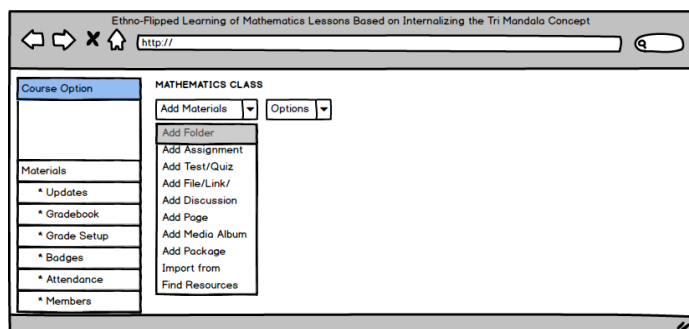 Ethno-Flipped Learning of Mathematics Lessons Based on Internalizing the Tri Mandala Concept
http://
Course Option
Materials
* Updates
* Gradebook
* Grade Setup
* Badges
* Attendance
* Members
MATHEMATICS CLASS
Add Materials
Options
Add Folder
Add Assignment
Add Test/Quiz
Add File/Link/
Add Discussion
Add Page
Add Media Album
Add Package
Import from
Find Resources